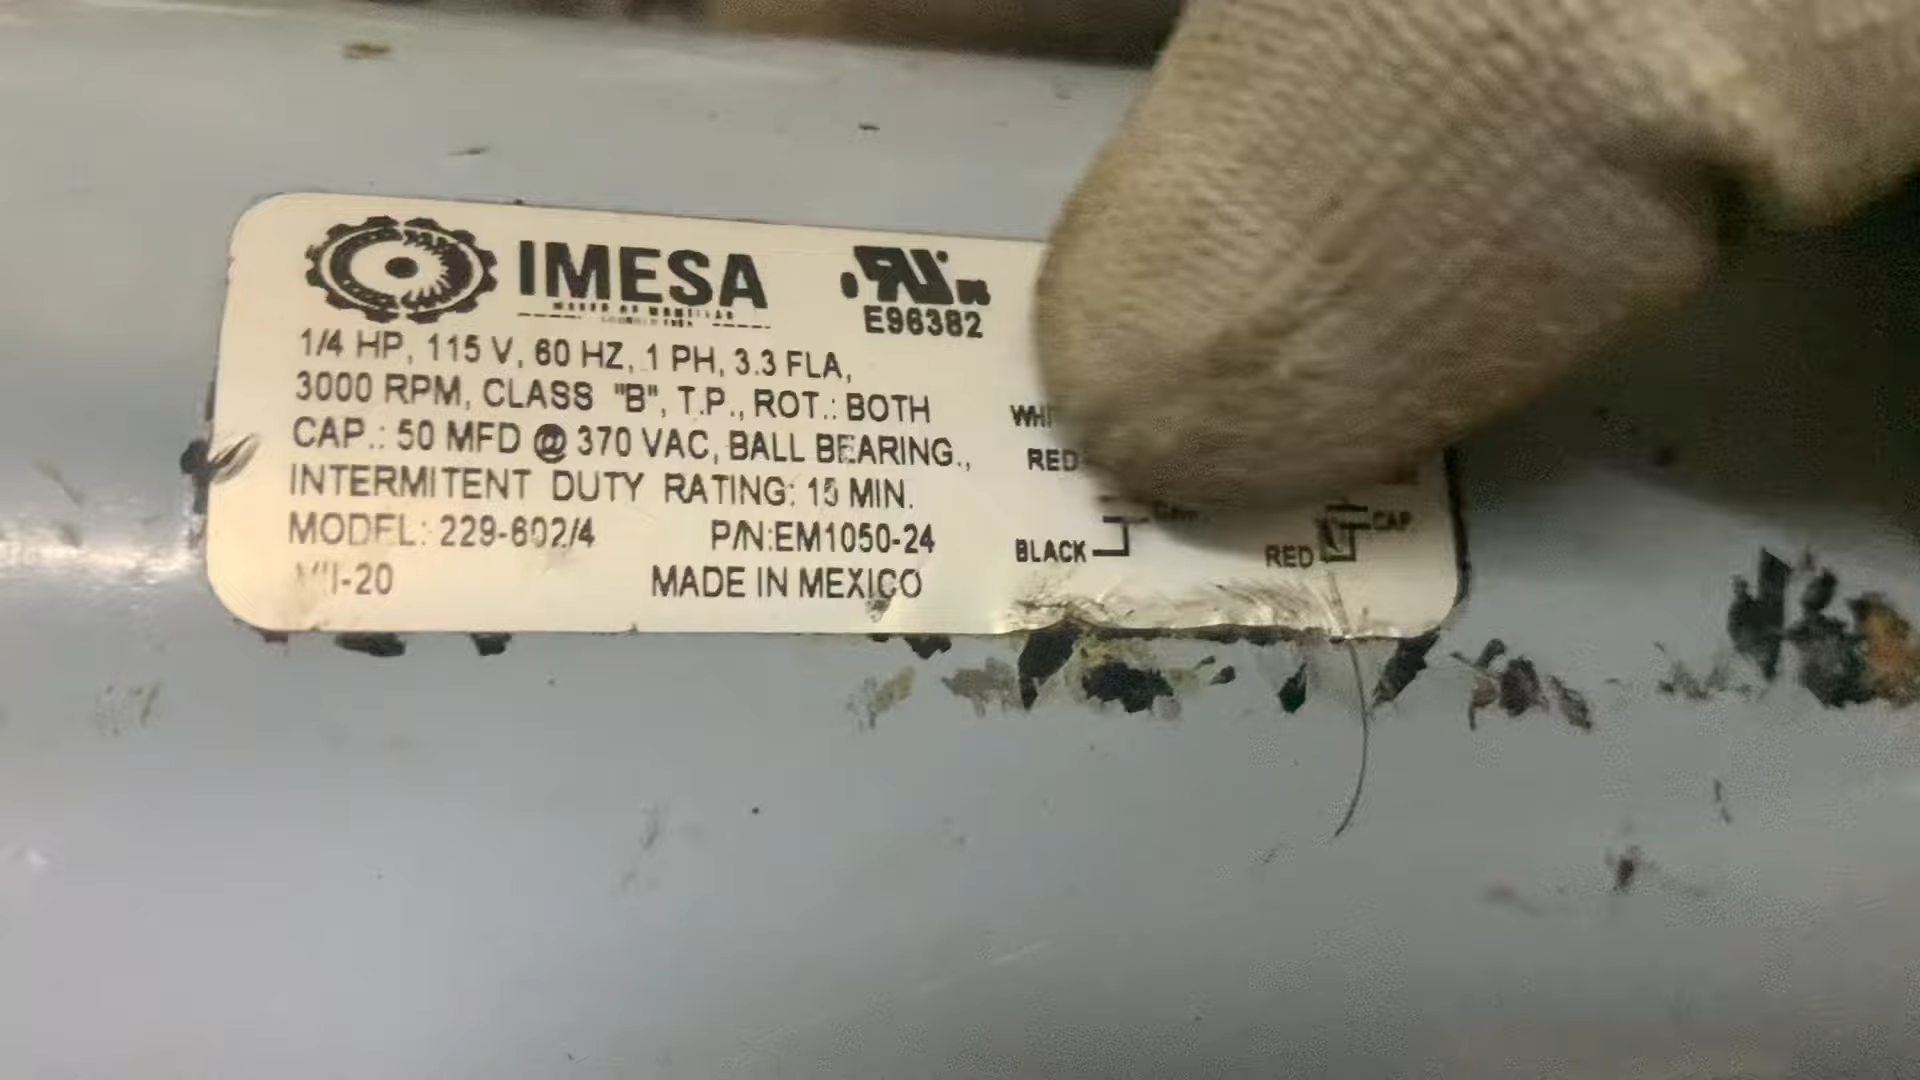 IMESA
E96382
1/4 HP, 115 V, 60 HZ, 1 PH, 3.3 FLA,
3000 RPM, CLASS "B", T.P., ROT.: BOTH
CAP.: 50 MFD @ 370 VAC, BALL BEARING.,
INTERMITENT DUTY RATING: 15 MIN.
MODEL: 229-602/4 P/N:EM1050-24
MADE IN MEXICO
RED
BLACK
CAP.
RED